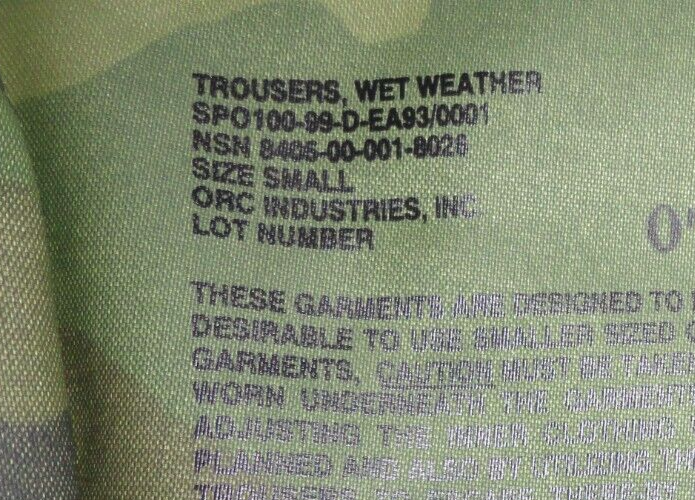 TROUSERS, WET WEATHER
SPO100-99-D-EA93/0001
NSN 8405-00-001-8026
SIZE SMALL
ORC INDUSTRIES, INC.
LOT NUMBER
THESE GARMENTS ARE DESIGNED TO
DESIRABLE TO USE SMALLER SIZED
GARMENTS, CAUTION MUST BE TAKEN
WORN UNDERNEATH THE GARMENT
ADJUSTING THE INNER CLOTHING
PLANNED AND ALSO BY UTILIZING